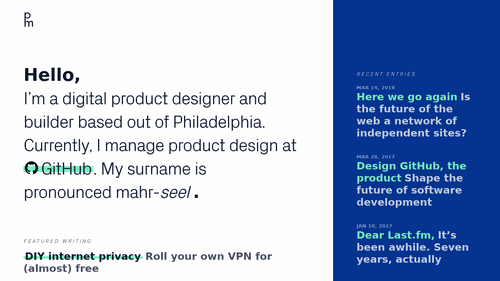 pm
Hello,
I'm a digital product designer and
builder based out of Philadelphia.
Currently, I manage product design at
GitHub. My surname is
pronounced mahr-seel.
FEATURED WRITING
DIY internet privacy Roll your own VPN for
(almost) free
RECENT ENTRIES
MAR 14, 2018
Here we go again Is
the future of the
web a network of
independent sites?
MAR 28, 2017
Design GitHub, the
product Shape the
future of software
development
JAN 10, 2017
Dear Last.fm, It's
been awhile. Seven
years, actually